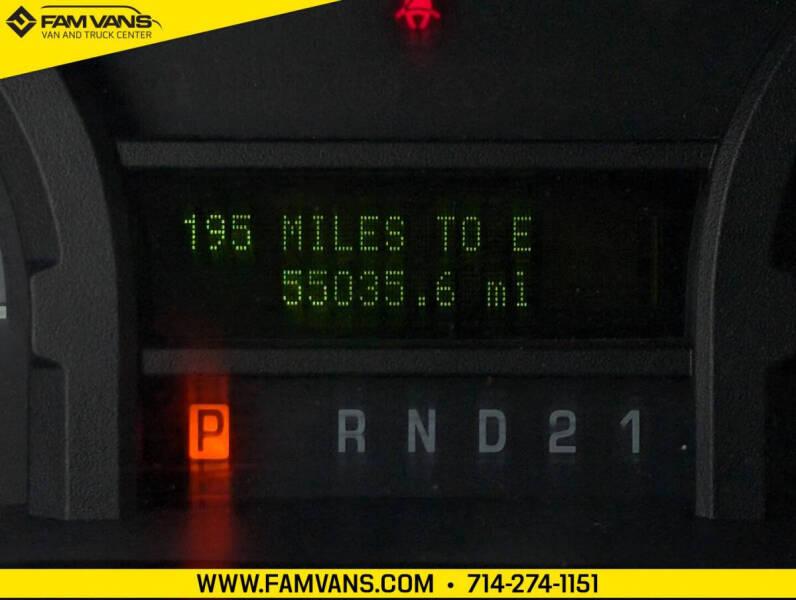 FAM VANS
VAN AND TRUCK CENTER
195 MILES TO E
55035.6 mi
P R N D 2 1
WWW.FAMVANS.COM • 714-274-1151